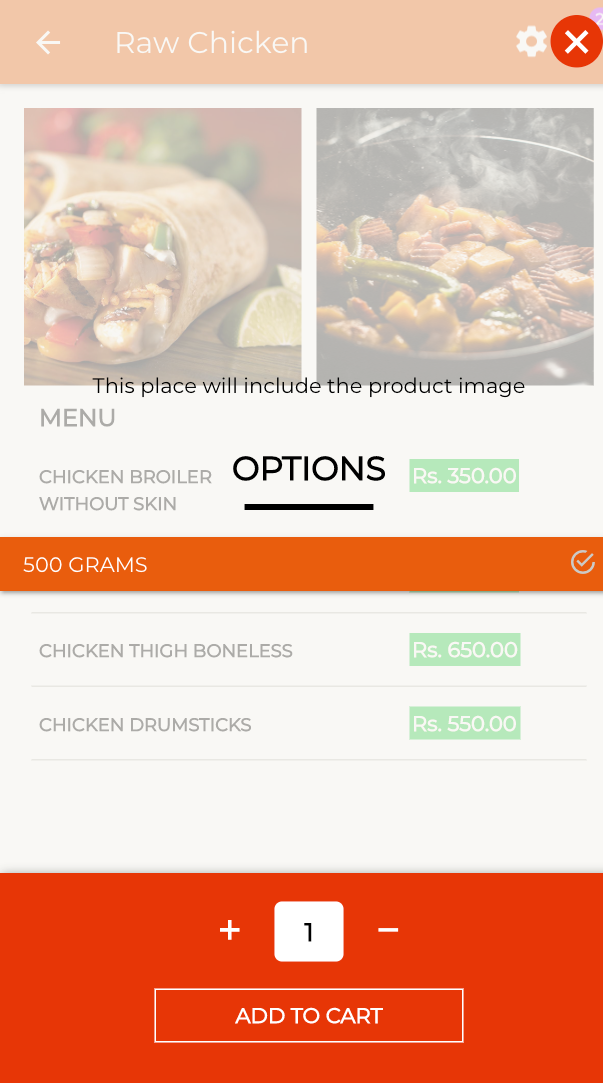 Raw Chicken
This place will include the product image
MENU
OPTIONS
CHICKEN BROILER
WITHOUT SKIN
Rs. 350.00
500 GRAMS
CHICKEN THIGH BONELESS
Rs. 650.00
CHICKEN DRUMSTICKS
Rs. 550.00
+ 1 −
ADD TO CART